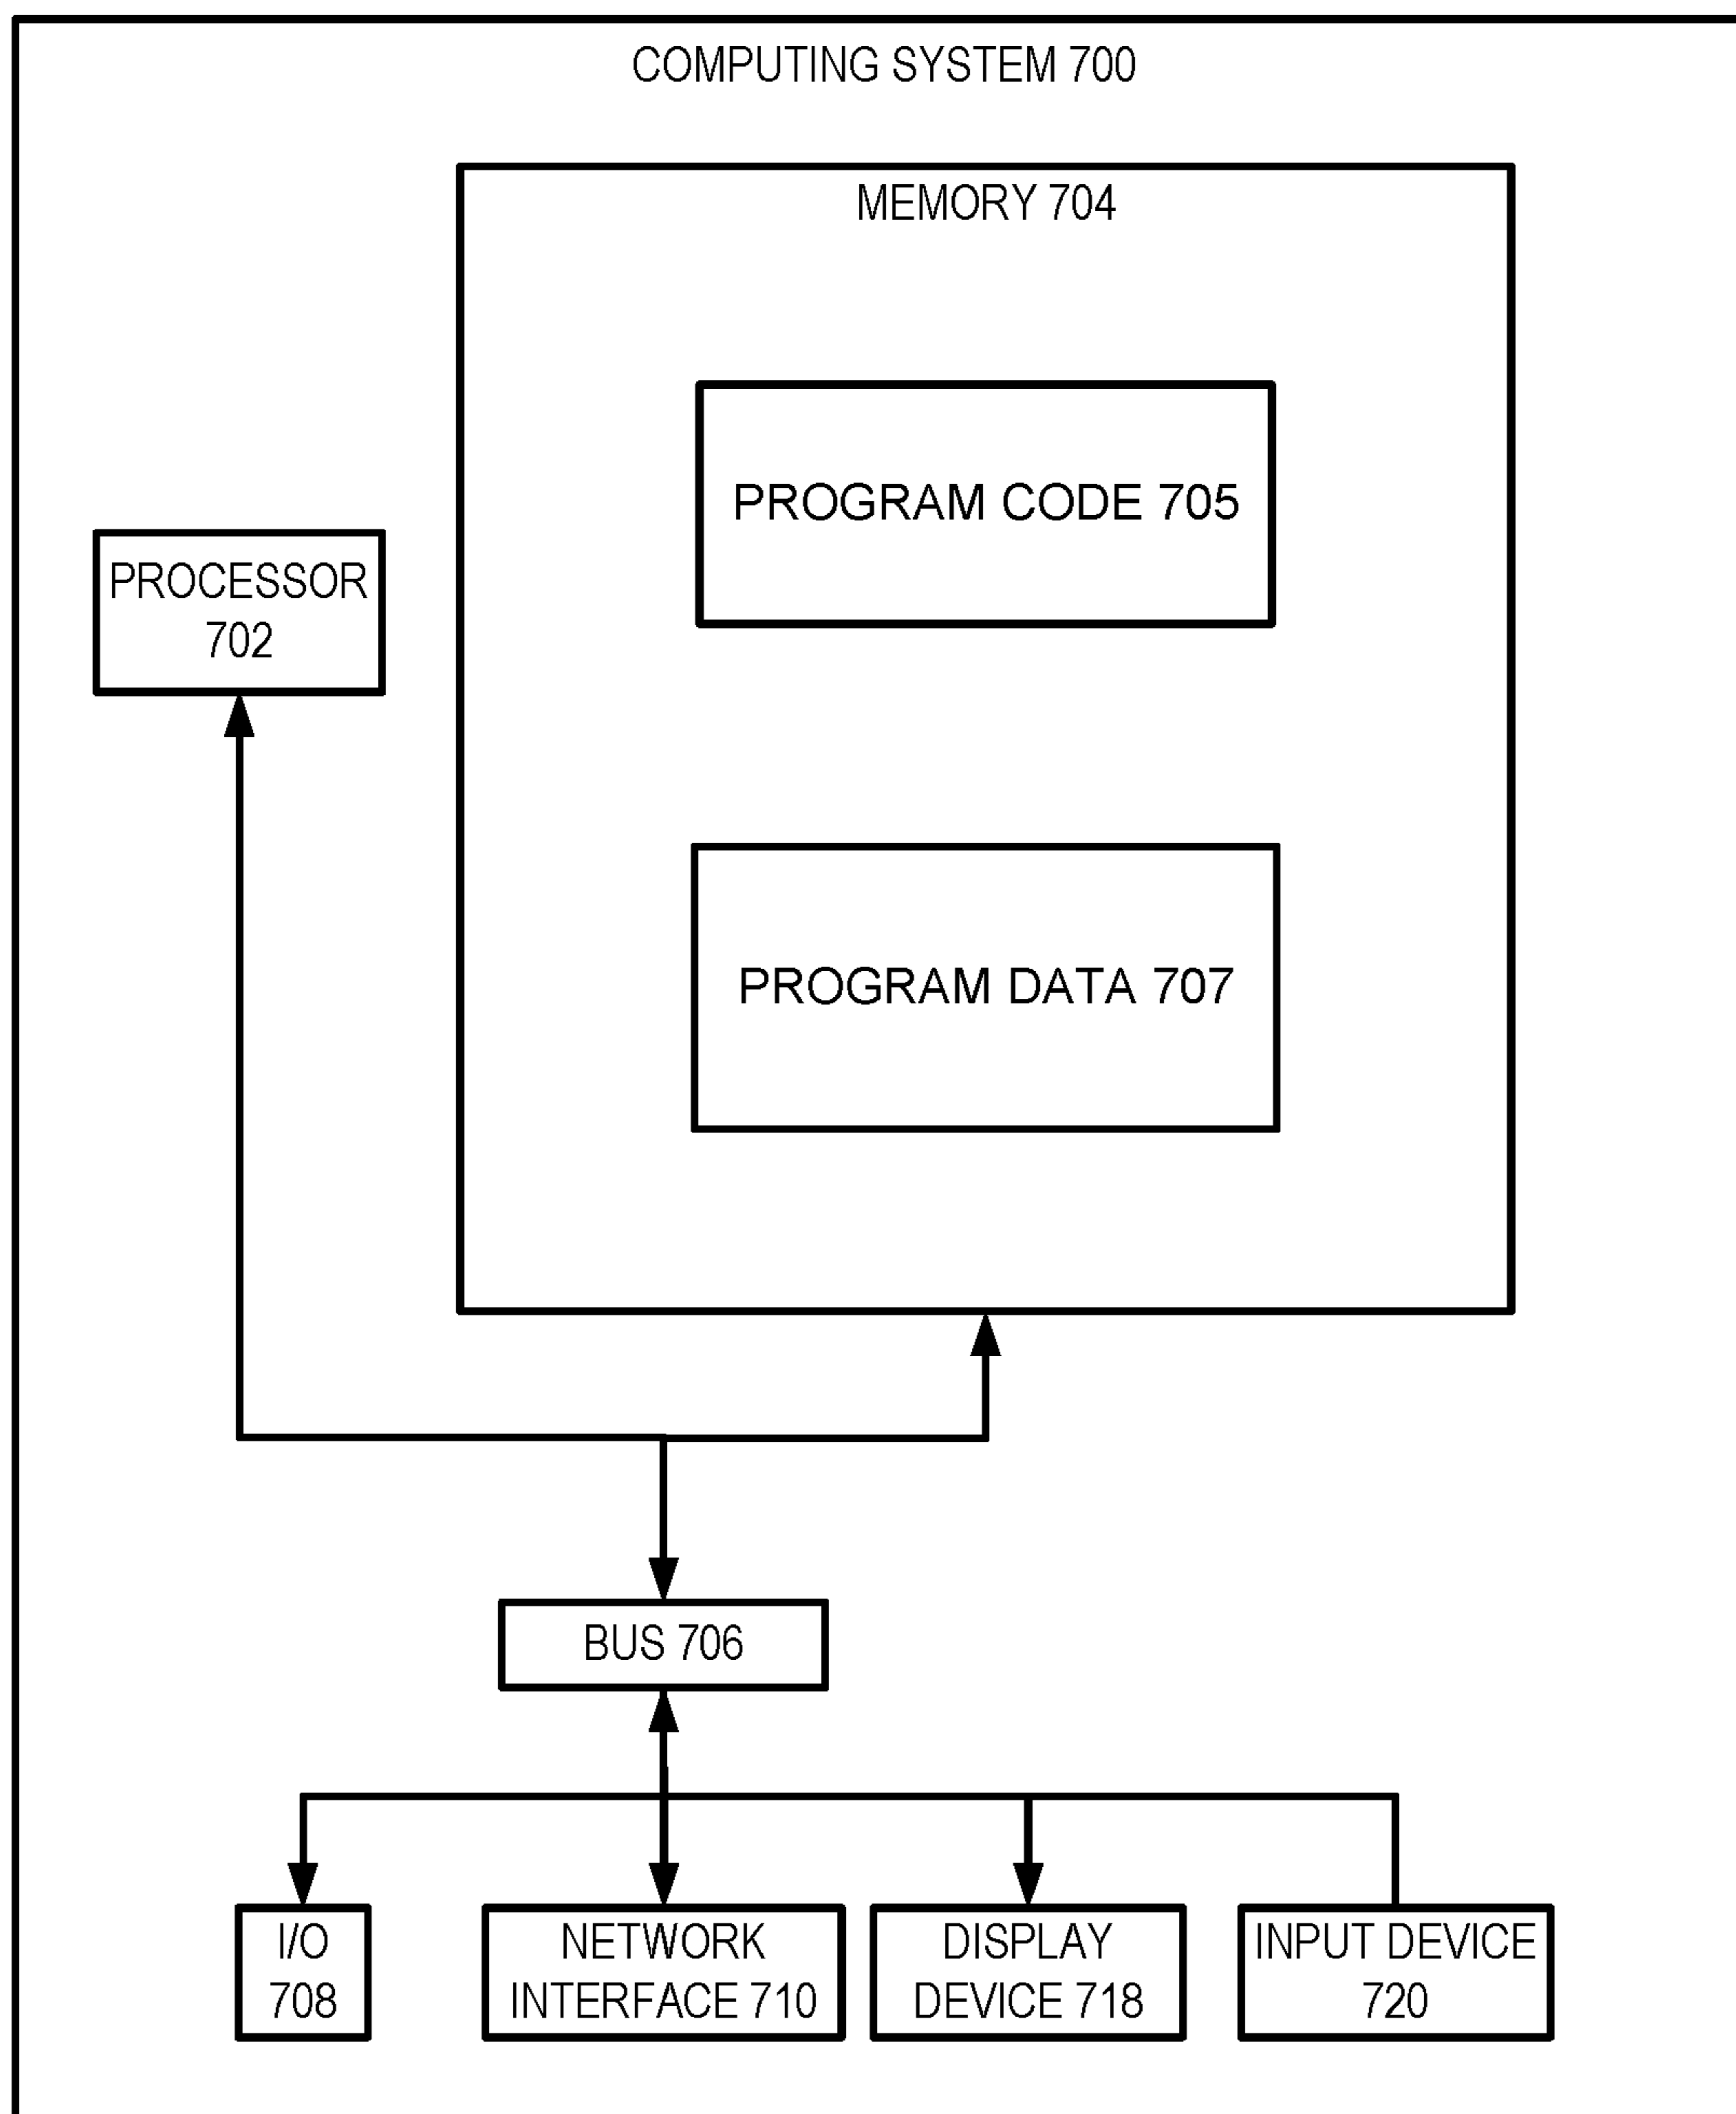 COMPUTING SYSTEM 700
MEMORY 704
PROGRAM CODE 705
PROCESSOR
702
PROGRAM DATA 707
BUS 706
I/O
708
NETWORK
INTERFACE 710
DISPLAY
DEVICE 718
INPUT DEVICE
720